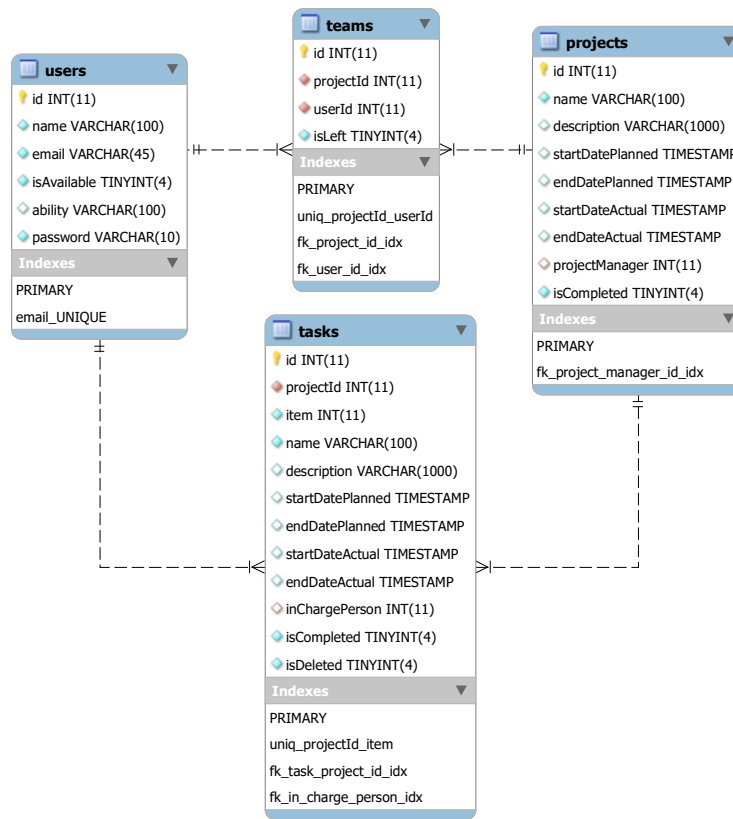 users
id INT(11)
name VARCHAR(100)
email VARCHAR(45)
isAvailable TINYINT(4)
ability VARCHAR(100)
password VARCHAR(10)
Indexes
PRIMARY
email_UNIQUE
teams
id INT(11)
projectId INT(11)
userId INT(11)
isLeft TINYINT(4)
Indexes
PRIMARY
uniq_projectId_userId
fk_project_id_idx
fk_user_id_idx
projects
id INT(11)
name VARCHAR(100)
description VARCHAR(1000)
startDatePlanned TIMESTAMP
endDatePlanned TIMESTAMP
startDateActual TIMESTAMP
endDateActual TIMESTAMP
projectManager INT(11)
isCompleted TINYINT(4)
Indexes
PRIMARY
fk_project_manager_id_idx
tasks
id INT(11)
projectId INT(11)
item INT(11)
name VARCHAR(100)
description VARCHAR(1000)
startDatePlanned TIMESTAMP
endDatePlanned TIMESTAMP
startDateActual TIMESTAMP
endDateActual TIMESTAMP
inChargePerson INT(11)
isCompleted TINYINT(4)
isDeleted TINYINT(4)
Indexes
PRIMARY
uniq_projectId_item
fk_task_project_id_idx
fk_in_charge_person_idx